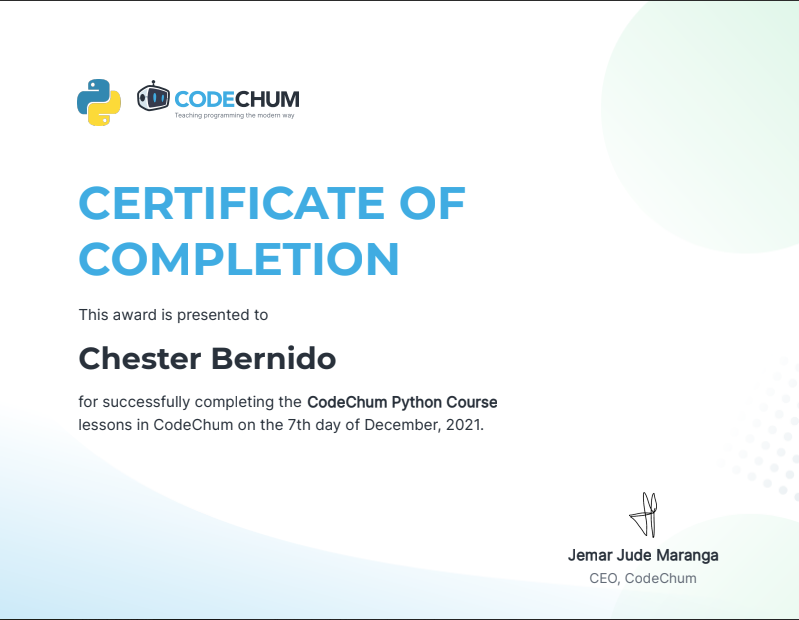 CODECHUM
Teaching programming the modern way
CERTIFICATE OF
COMPLETION
This award is presented to
Chester Bernido
for successfully completing the CodeChum Python Course
lessons in CodeChum on the 7th day of December, 2021.
Jemar Jude Maranga
CEO, CodeChum